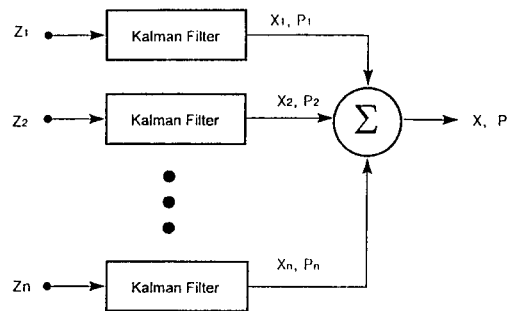 Z1 Kalman Filter X1, P1
Z2 Kalman Filter X2, P2
Σ X, P
Zn Kalman Filter Xn, Pn